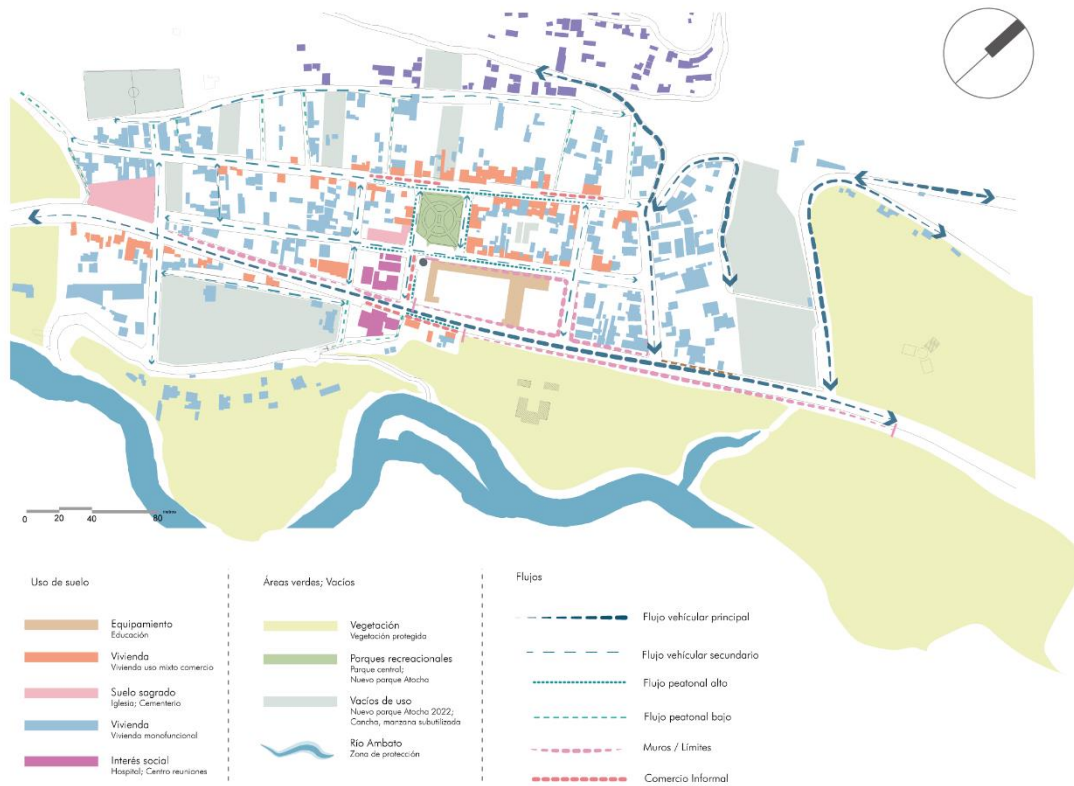 0 20 40 80 metros
Uso de suelo
Equipamiento
Educación
Vivienda
Vivienda uso mixto comercio
Suelo sagrado
Iglesia; Cementerio
Vivienda
Vivienda monofuncional
Interés social
Hospital; Centro reuniones
Áreas verdes; Vacíos
Vegetación
Vegetación protegida
Parques recreacionales
Parque central;
Nuevo parque Atocha
Vacíos de uso
Nuevo parque Atocha 2022;
Cancha, manzana subutilizada
Río Ambato
Zona de protección
Flujos
Flujo vehícular principal
Flujo vehícular secundario
Flujo peatonal alto
Flujo peatonal bajo
Muros / Límites
Comercio Informal